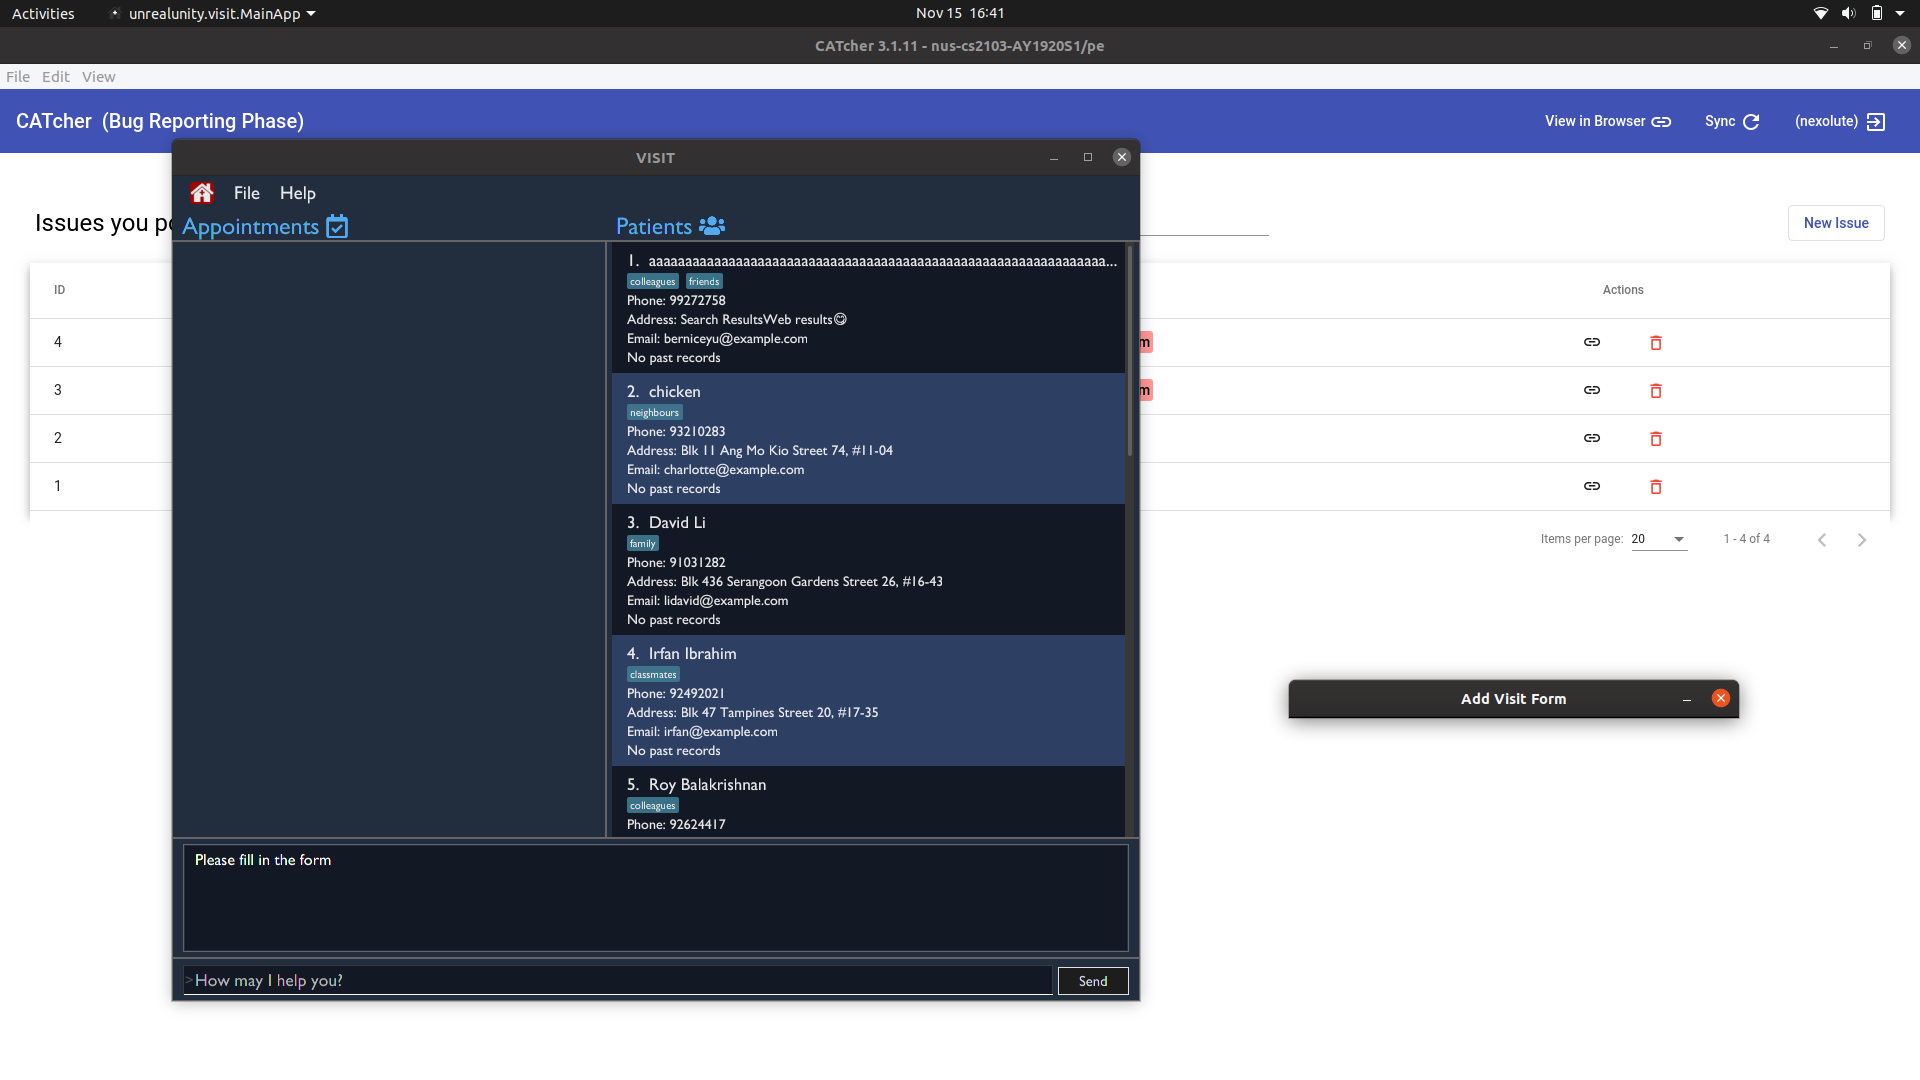 Activities
unrealunity.visit.MainApp
Nov 15 16:41
CATcher 3.1.11 - nus-cs2103-AY1920S1/pe
File Edit View
CATcher (Bug Reporting Phase)
View in Browser
Sync
(nexolute)
VISIT
File Help
Issues you po
New Issue
Appointments
Patients
ID
Actions
4
3
2
1
m
m
Items per page: 20
1 - 4 of 4
1. aaaaaaaaaaaaaaaaaaaaaaaaaaaaaaaaaaaaaaaaaaaaaaaaaaaaaaaaaaaaaaaa...
colleagues friends
Phone: 99272758
Address: Search ResultsWeb results😋
Email: berniceyu@example.com
No past records
2. chicken
neighbours
Phone: 93210283
Address: Blk 11 Ang Mo Kio Street 74, #11-04
Email: charlotte@example.com
No past records
3. David Li
family
Phone: 91031282
Address: Blk 436 Serangoon Gardens Street 26, #16-43
Email: lidavid@example.com
No past records
4. Irfan Ibrahim
classmates
Phone: 92492021
Address: Blk 47 Tampines Street 20, #17-35
Email: irfan@example.com
No past records
5. Roy Balakrishnan
colleagues
Phone: 92624417
Add Visit Form
Please fill in the form
>How may I help you?
Send